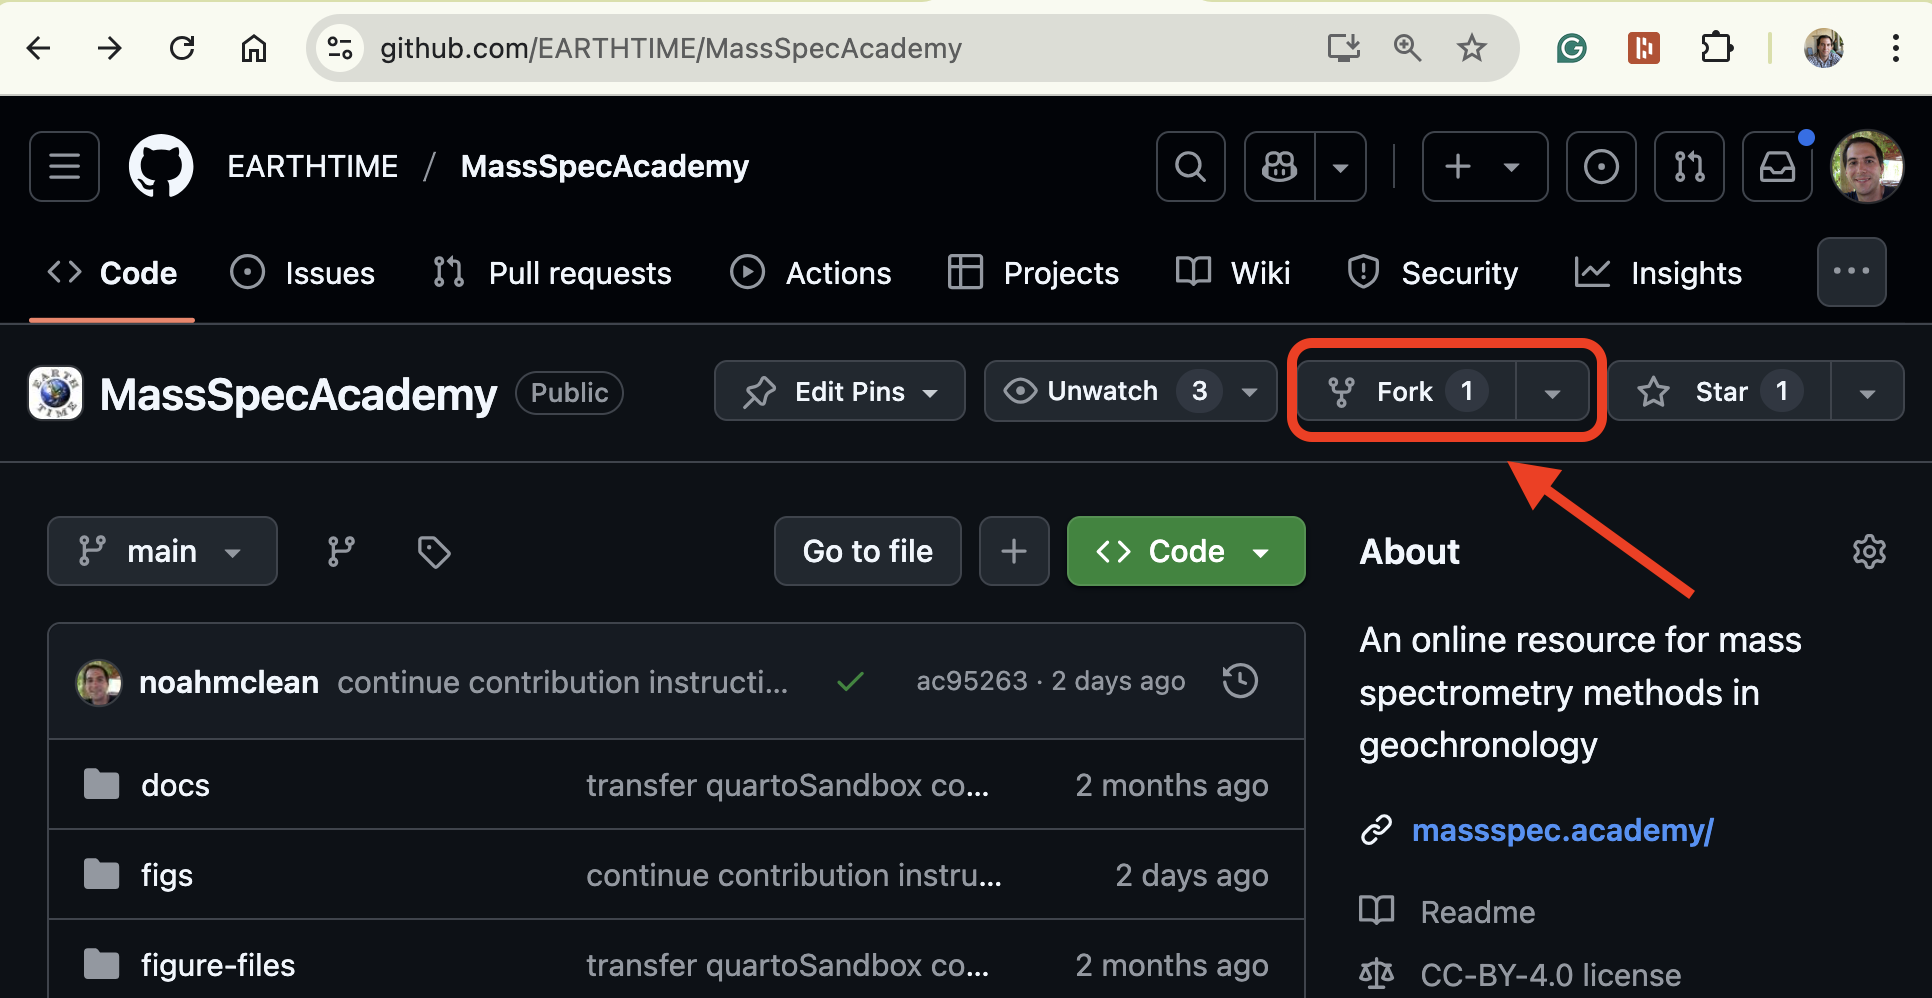 github.com/EARTHTIME/MassSpecAcademy
EARTHTIME / MassSpecAcademy
Code Issues Pull requests Actions Projects Wiki Security Insights
EARTH TIME
MassSpecAcademy Public Edit Pins Unwatch 3 Fork 1 Star 1
main Go to file + Code
About
noahmclean continue contribution instructi... ac95263 · 2 days ago
An online resource for mass
spectrometry methods in
geochronology
docs transfer quartoSandbox co... 2 months ago
massspec.academy/
figs continue contribution instru... 2 days ago
Readme
figure-files transfer quartoSandbox co... 2 months ago
CC-BY-4.0 license